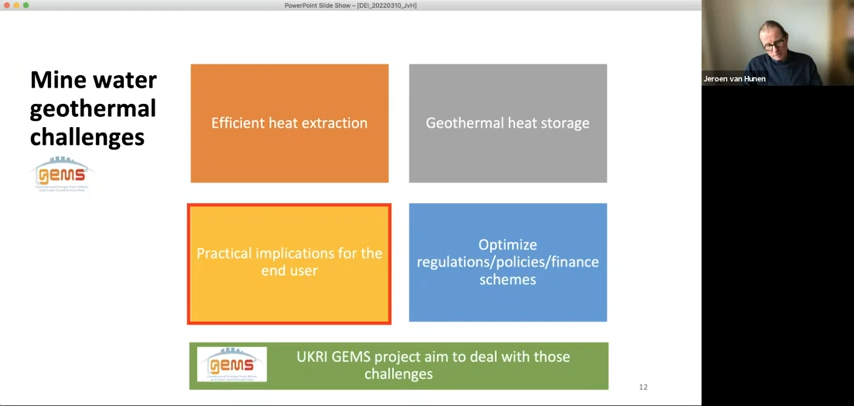 PowerPoint Slide Show – [DEI_20220310_JvH]
Mine water
geothermal
challenges
gems
Efficient heat extraction
Geothermal heat storage
Practical implications for the
end user
Optimize
regulations/policies/finance
schemes
gems
UKRI GEMS project aim to deal with those
challenges
12
Jeroen van Hunen